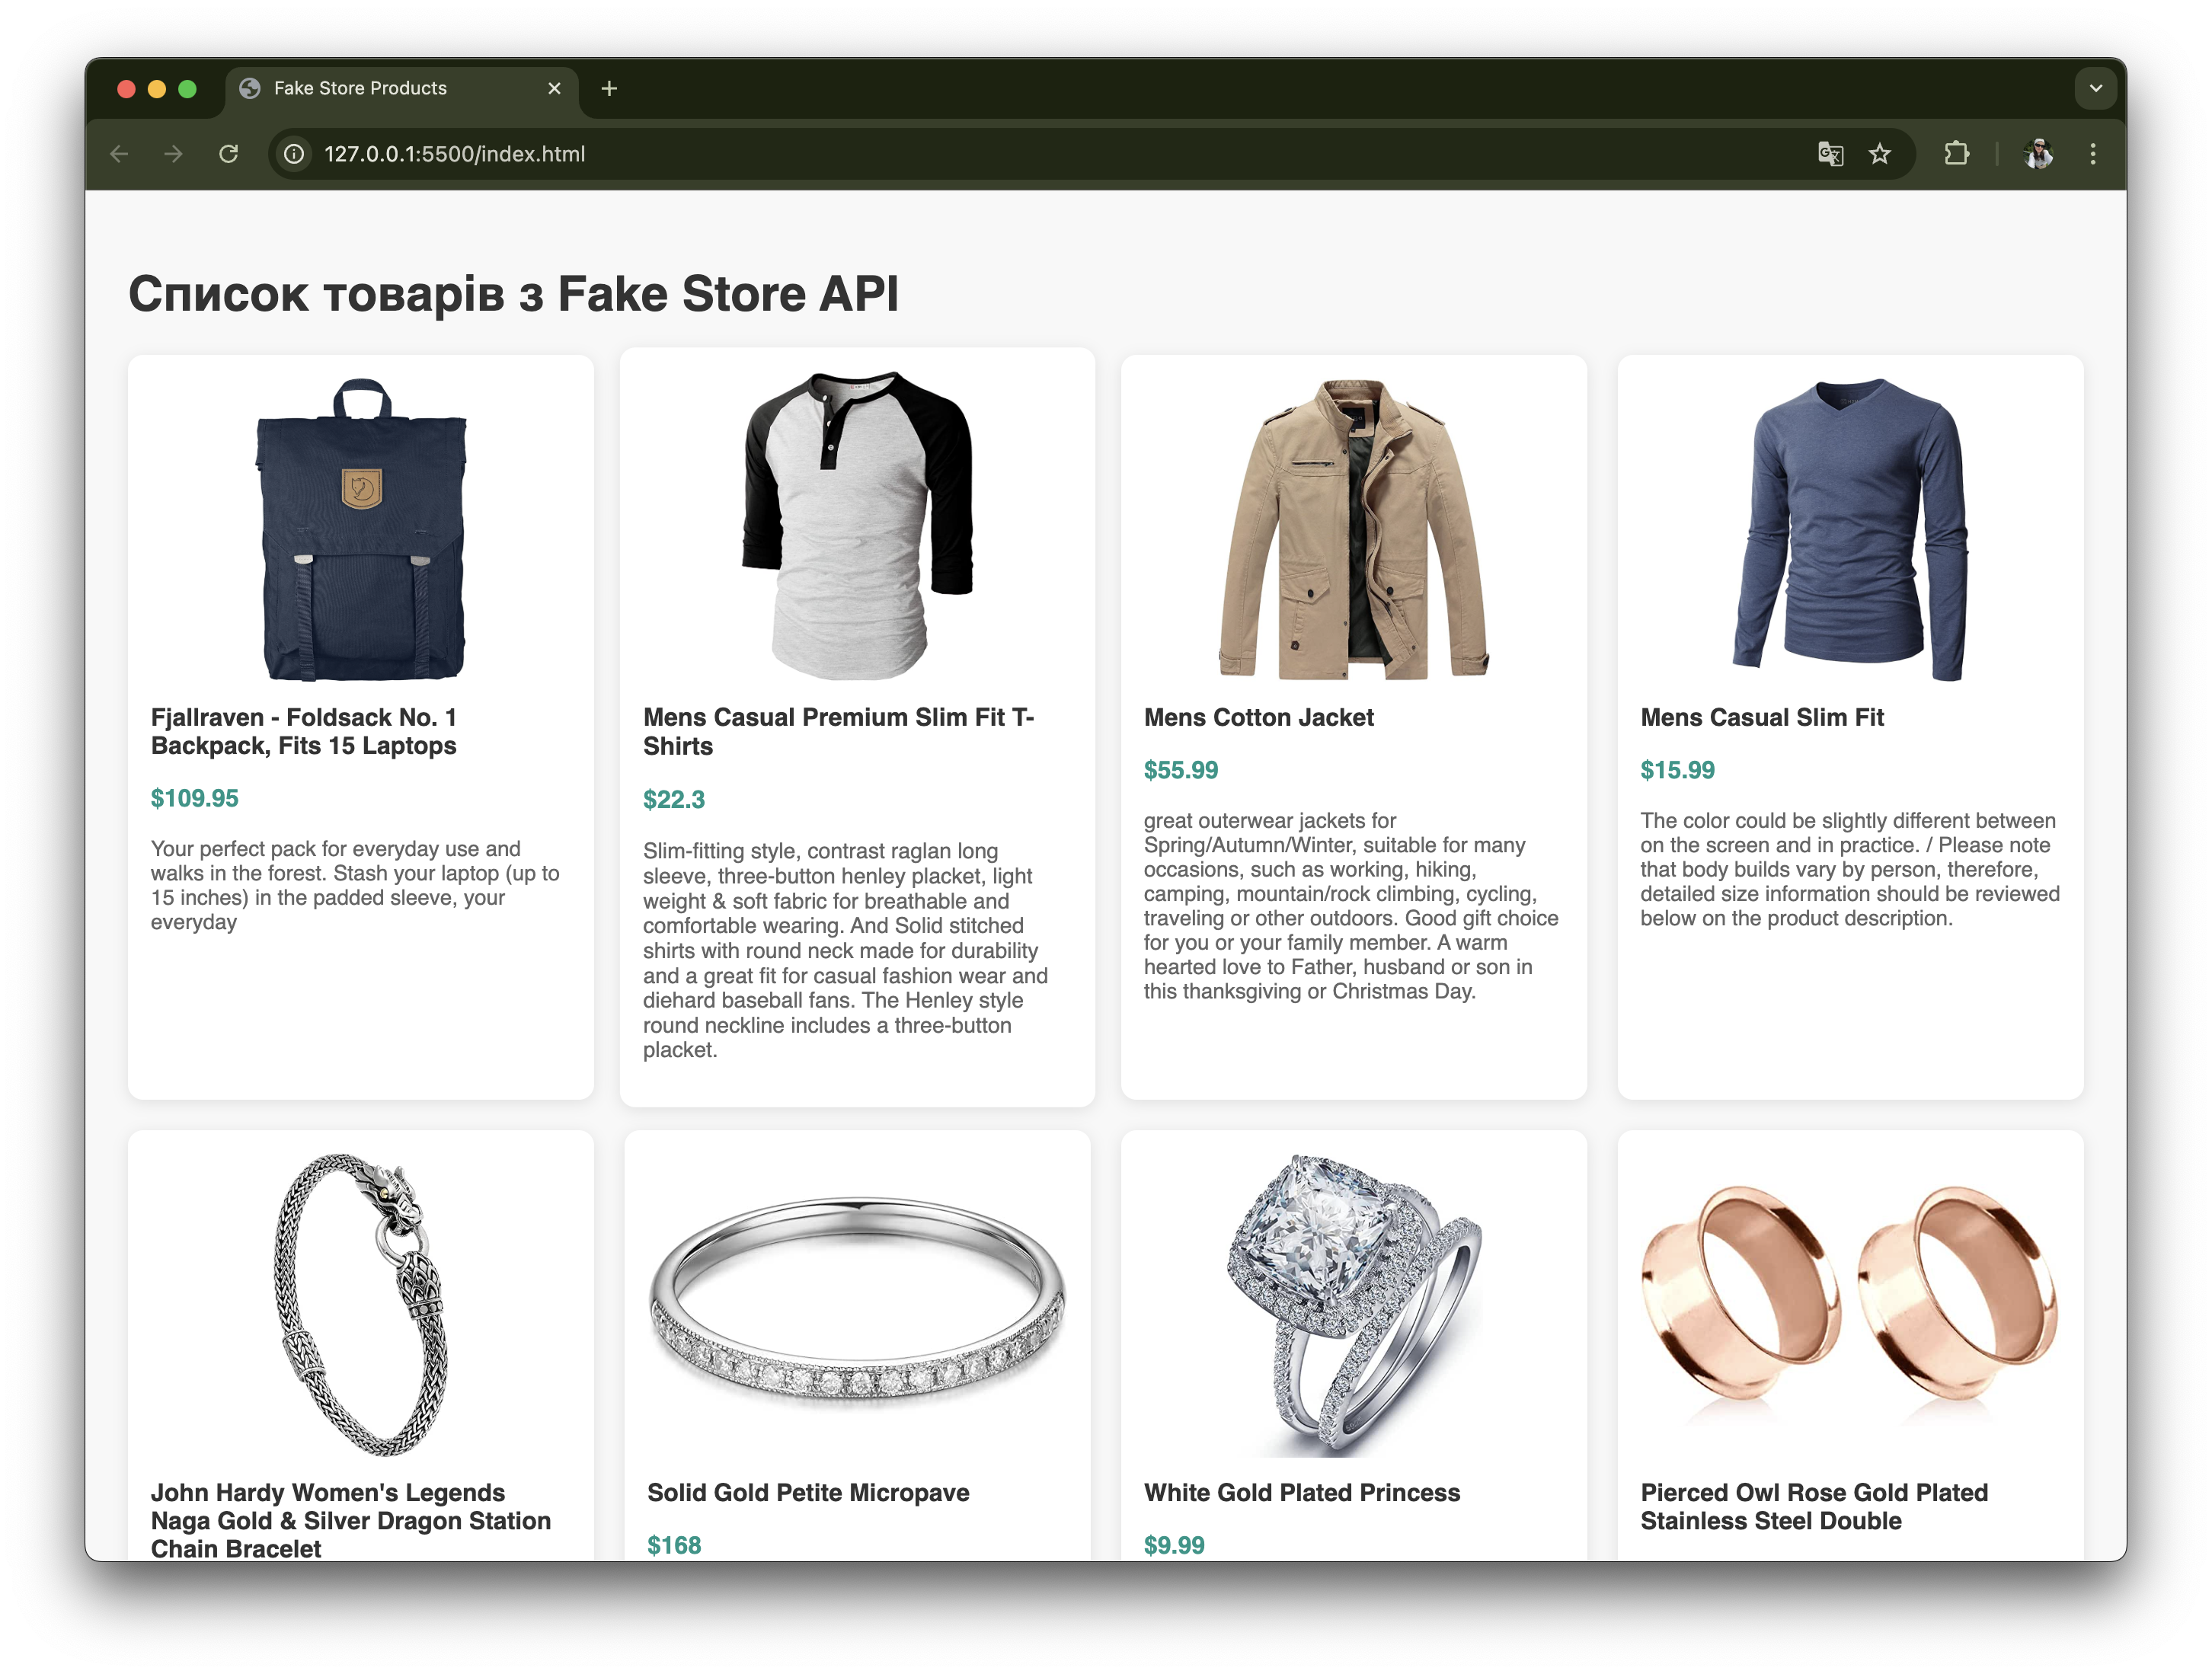 Fake Store Products
127.0.0.1:5500/index.html
Список товарів з Fake Store API
Fjallraven - Foldsack No. 1
Backpack, Fits 15 Laptops
$109.95
Your perfect pack for everyday use and
walks in the forest. Stash your laptop (up to
15 inches) in the padded sleeve, your
everyday
Mens Casual Premium Slim Fit T-
Shirts
$22.3
Slim-fitting style, contrast raglan long
sleeve, three-button henley placket, light
weight & soft fabric for breathable and
comfortable wearing. And Solid stitched
shirts with round neck made for durability
and a great fit for casual fashion wear and
diehard baseball fans. The Henley style
round neckline includes a three-button
placket.
Mens Cotton Jacket
$55.99
great outerwear jackets for
Spring/Autumn/Winter, suitable for many
occasions, such as working, hiking,
camping, mountain/rock climbing, cycling,
traveling or other outdoors. Good gift choice
for you or your family member. A warm
hearted love to Father, husband or son in
this thanksgiving or Christmas Day.
Mens Casual Slim Fit
$15.99
The color could be slightly different between
on the screen and in practice. / Please note
that body builds vary by person, therefore,
detailed size information should be reviewed
below on the product description.
John Hardy Women's Legends
Naga Gold & Silver Dragon Station
Chain Bracelet
Solid Gold Petite Micropave
$168
White Gold Plated Princess
$9.99
Pierced Owl Rose Gold Plated
Stainless Steel Double